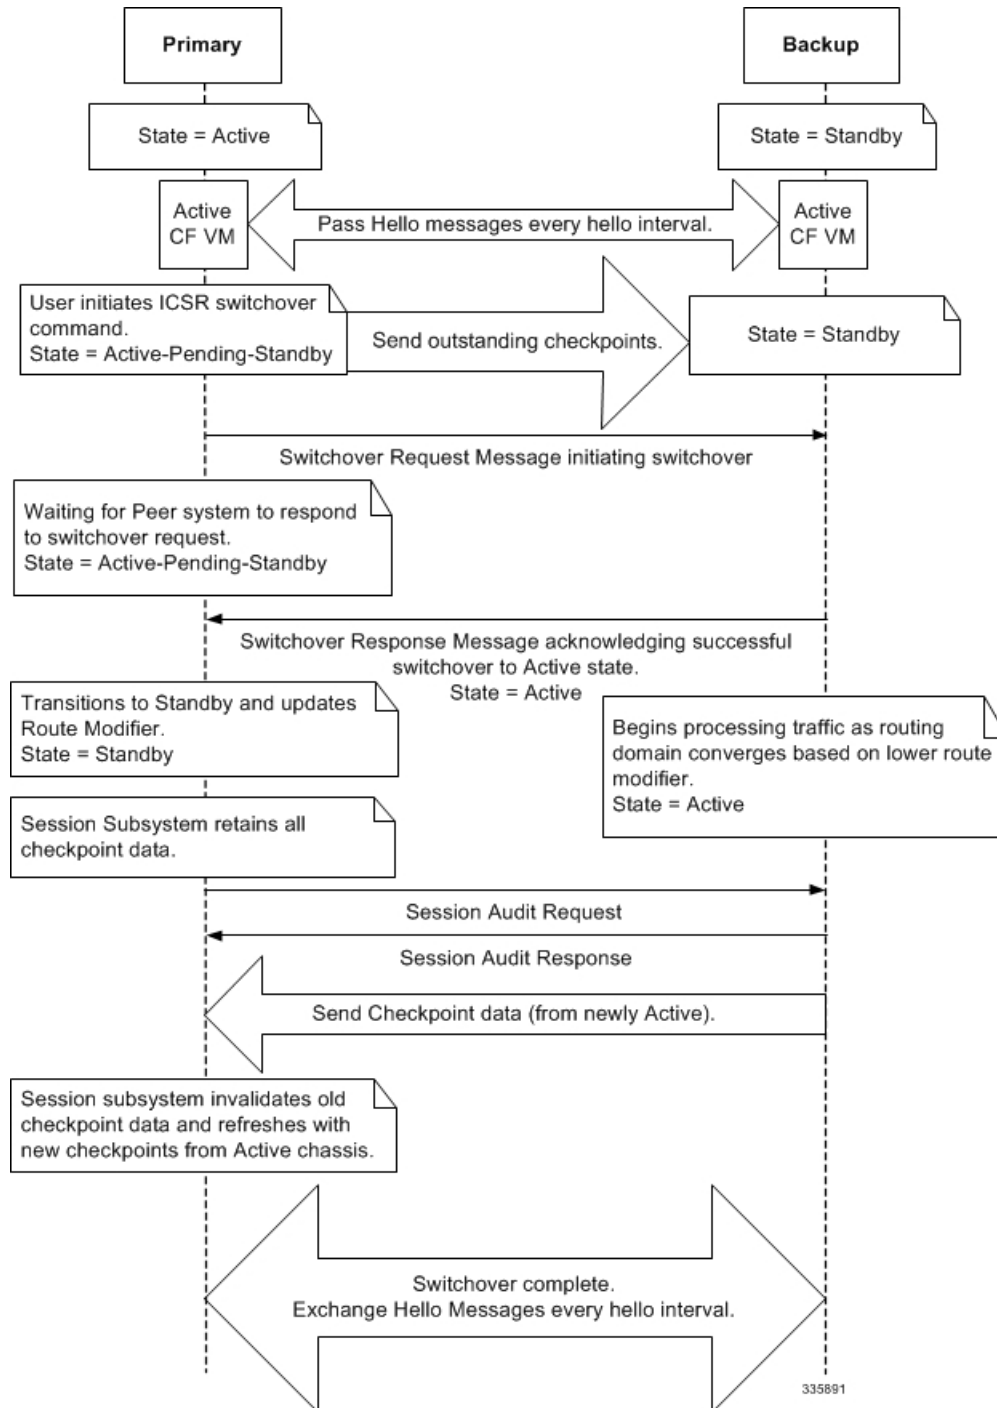 Primary
Backup
State = Active
State = Standby
Active
CF VM
Pass Hello messages every hello interval.
Active
CF VM
User initiates ICSR switchover
command.
State = Active-Pending-Standby
Send outstanding checkpoints.
State = Standby
Switchover Request Message initiating switchover
Waiting for Peer system to respond
to switchover request.
State = Active-Pending-Standby
Switchover Response Message acknowledging successful
switchover to Active state.
State = Active
Transitions to Standby and updates
Route Modifier.
State = Standby
Begins processing traffic as routing
domain converges based on lower route
modifier.
State = Active
Session Subsystem retains all
checkpoint data.
Session Audit Request
Session Audit Response
Send Checkpoint data (from newly Active).
Session subsystem invalidates old
checkpoint data and refreshes with
new checkpoints from Active chassis.
Switchover complete.
Exchange Hello Messages every hello interval.
335891